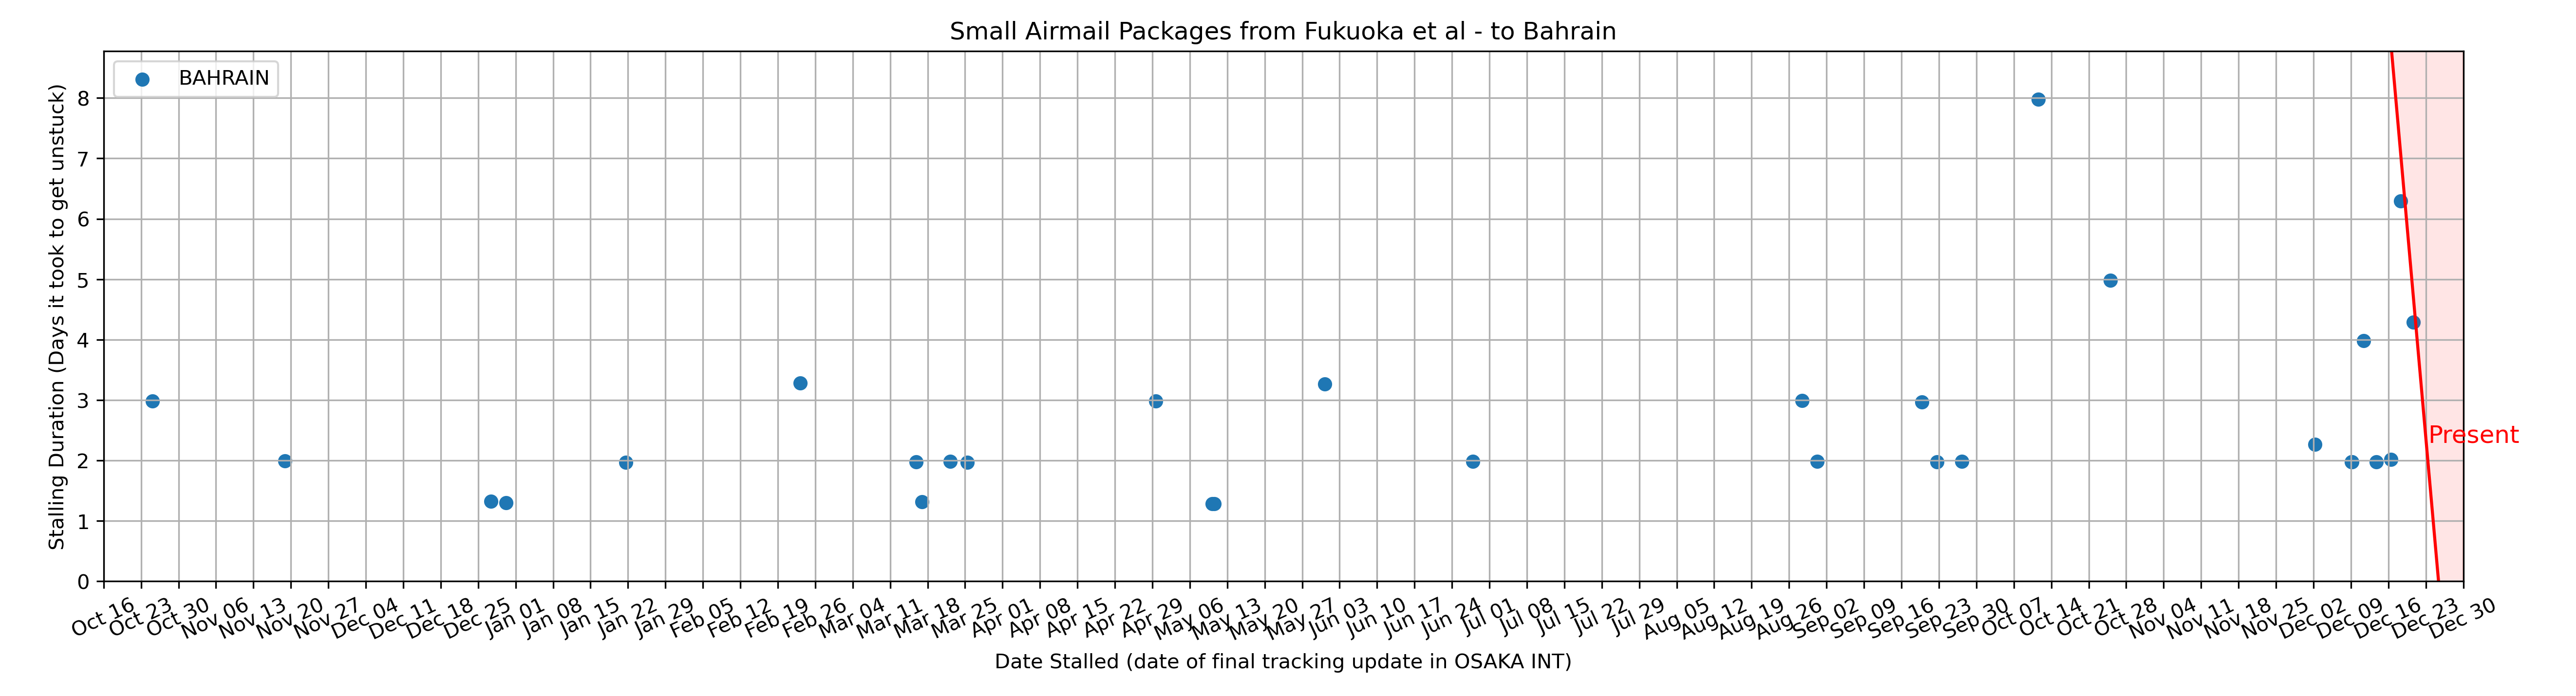 Small Airmail Packages from Fukuoka et al - to Bahrain
BAHRAIN
Stalling Duration (Days it took to get unstuck)
8
7
6
5
4
3
2
1
0
Present
Oct 16
Oct 23
Oct 30
Nov 06
Nov 13
Nov 20
Nov 27
Dec 04
Dec 11
Dec 18
Dec 25
Jan 01
Jan 08
Jan 15
Jan 22
Jan 29
Feb 05
Feb 12
Feb 19
Feb 26
Mar 04
Mar 11
Mar 18
Mar 25
Apr 01
Apr 08
Apr 15
Apr 22
Apr 29
May 06
May 13
May 20
May 27
Jun 03
Jun 10
Jun 17
Jun 24
Jul 01
Jul 08
Jul 15
Jul 22
Jul 29
Aug 05
Aug 12
Aug 19
Aug 26
Sep 02
Sep 09
Sep 16
Sep 23
Sep 30
Oct 07
Oct 14
Oct 21
Oct 28
Nov 04
Nov 11
Nov 18
Nov 25
Dec 02
Dec 09
Dec 16
Dec 23
Dec 30
Date Stalled (date of final tracking update in OSAKA INT)